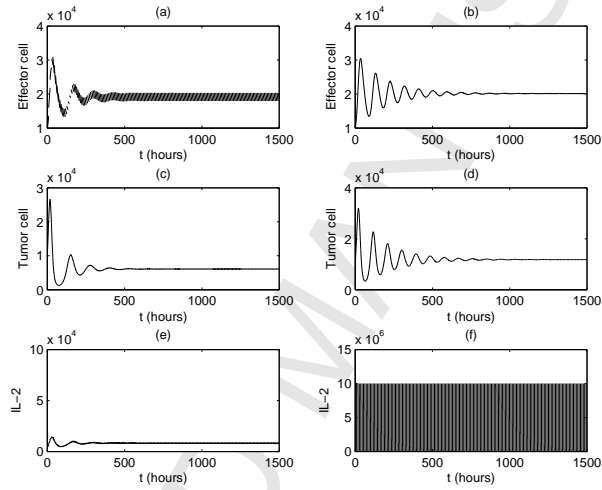 (a)
x 10^4
Effector cell
4
3
2
1
0
500
1000
1500
t (hours)
(b)
x 10^4
Effector cell
4
3
2
1
0
500
1000
1500
t (hours)
(c)
x 10^4
Tumor cell
3
2
1
0
0
500
1000
1500
t (hours)
(d)
x 10^4
Tumor cell
4
2
0
0
500
1000
1500
t (hours)
(e)
x 10^4
IL−2
10
5
0
0
500
1000
1500
t (hours)
(f)
x 10^6
IL−2
15
10
5
0
0
500
1000
1500
t (hours)